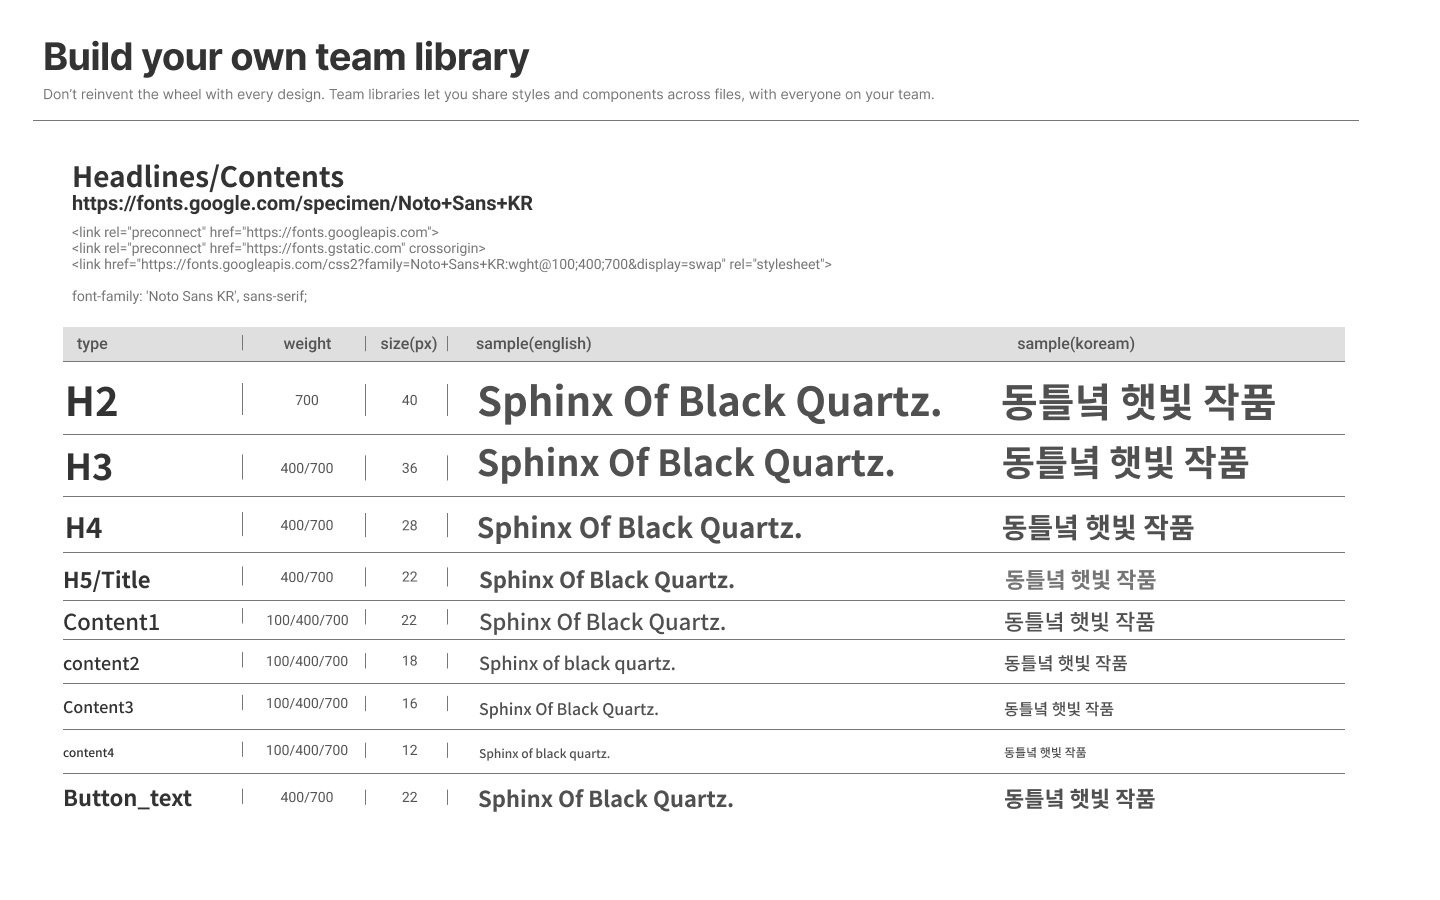 Build your own team library
Don't reinvent the wheel with every design. Team libraries let you share styles and components across files, with everyone on your team.
Headlines/Contents
https://fonts.google.com/specimen/Noto+Sans+KR
<link rel="preconnect" href="https://fonts.googleapis.com">
<link rel="preconnect" href="https://fonts.gstatic.com" crossorigin>
<link href="https://fonts.googleapis.com/css2?family=Noto+Sans+KR:wght@100;400;700&display=swap" rel="stylesheet">
font-family: 'Noto Sans KR', sans-serif;
type | weight | size(px) | sample(english) sample(koream)
H2 | 700 | 40 | Sphinx Of Black Quartz. 동틀녘 햇빛 작품
H3 | 400/700 | 36 | Sphinx Of Black Quartz. 동틀녘 햇빛 작품
H4 | 400/700 | 28 | Sphinx Of Black Quartz. 동틀녘 햇빛 작품
H5/Title | 400/700 | 22 | Sphinx Of Black Quartz. 동틀녘 햇빛 작품
Content1 | 100/400/700 | 22 | Sphinx Of Black Quartz. 동틀녘 햇빛 작품
content2 | 100/400/700 | 18 | Sphinx of black quartz. 동틀녘 햇빛 작품
Content3 | 100/400/700 | 16 | Sphinx Of Black Quartz. 동틀녘 햇빛 작품
content4 | 100/400/700 | 12 | Sphinx of black quartz. 동틀녘 햇빛 작품
Button_text | 400/700 | 22 | Sphinx Of Black Quartz. 동틀녘 햇빛 작품